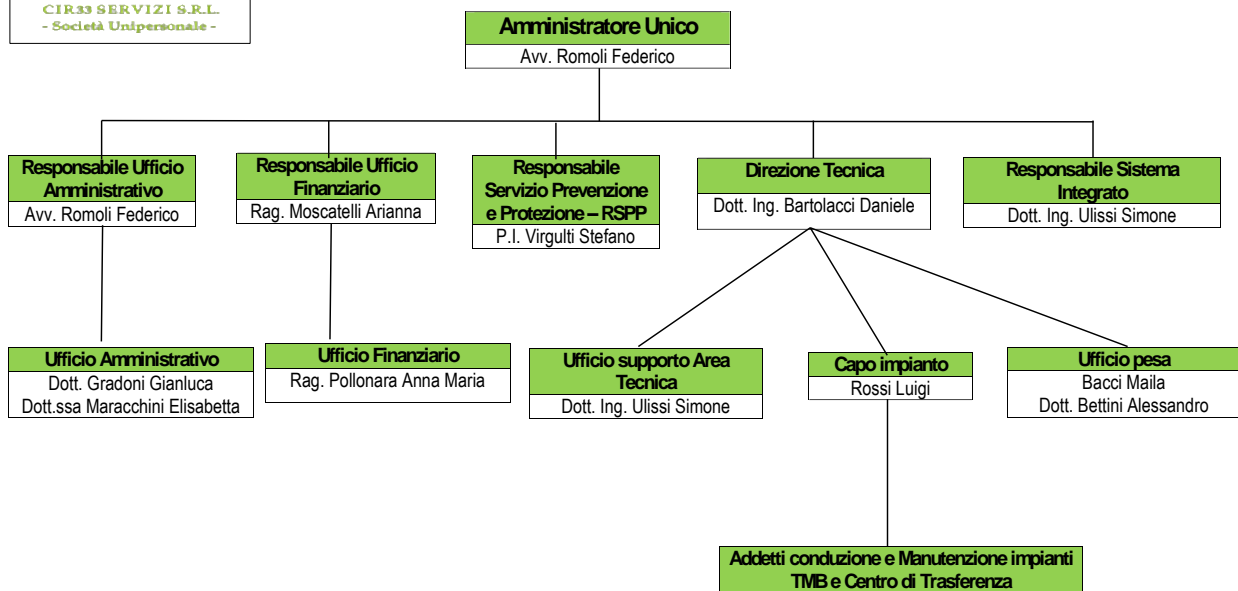 CIR33 SERVIZI S.R.L.
- Società Unipersonale -
Amministratore Unico
Avv. Romoli Federico
Responsabile Ufficio
Amministrativo
Avv. Romoli Federico
Responsabile Ufficio
Finanziario
Rag. Moscatelli Arianna
Responsabile
Servizio Prevenzione
e Protezione – RSPP
P.I. Virgulti Stefano
Direzione Tecnica
Dott. Ing. Bartolacci Daniele
Responsabile Sistema
Integrato
Dott. Ing. Ulissi Simone
Ufficio Amministrativo
Dott. Gradoni Gianluca
Dott.ssa Maracchini Elisabetta
Ufficio Finanziario
Rag. Pollonara Anna Maria
Ufficio supporto Area
Tecnica
Dott. Ing. Ulissi Simone
Capo impianto
Rossi Luigi
Ufficio pesa
Bacci Maila
Dott. Bettini Alessandro
Addetti conduzione e Manutenzione impianti
TMB e Centro di Trasferenza